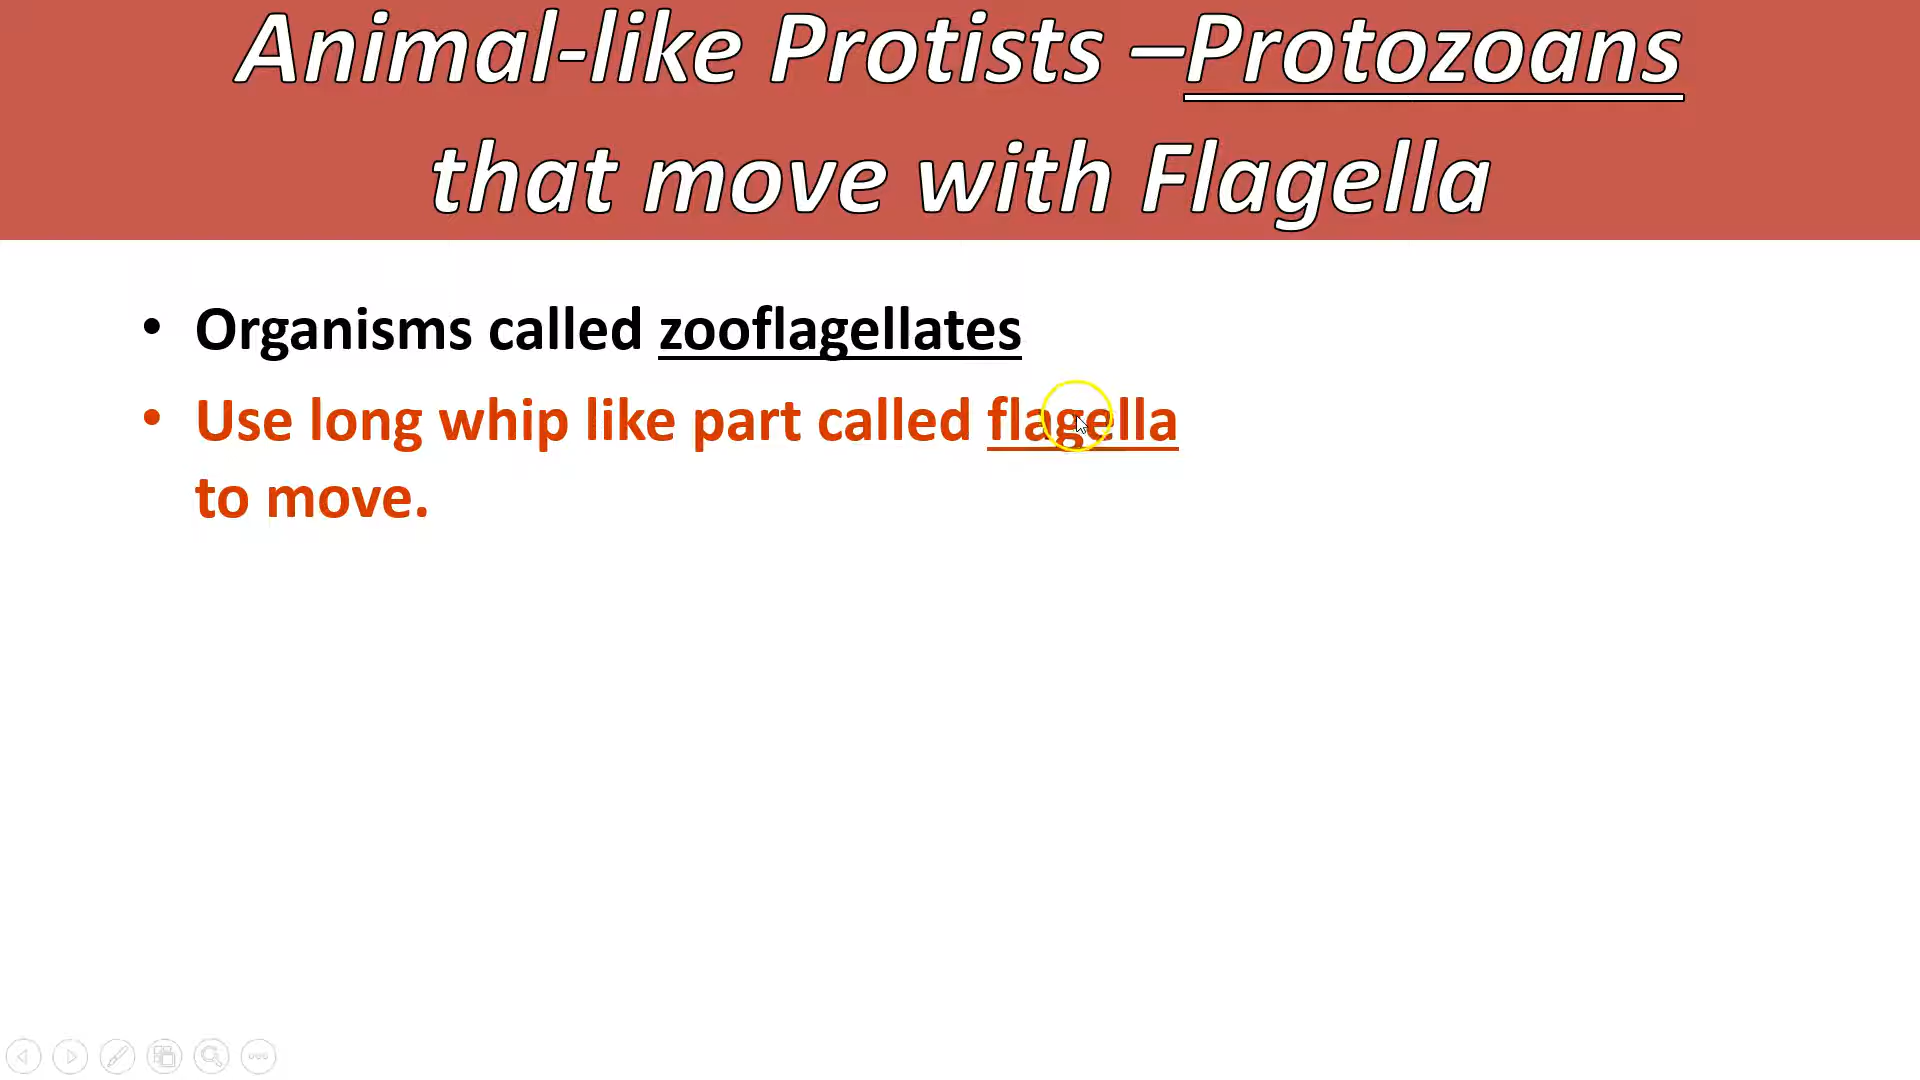 Animal-like Protists –Protozoans
that move with Flagella
• Organisms called zooflagellates
• Use long whip like part called flagella
to move.